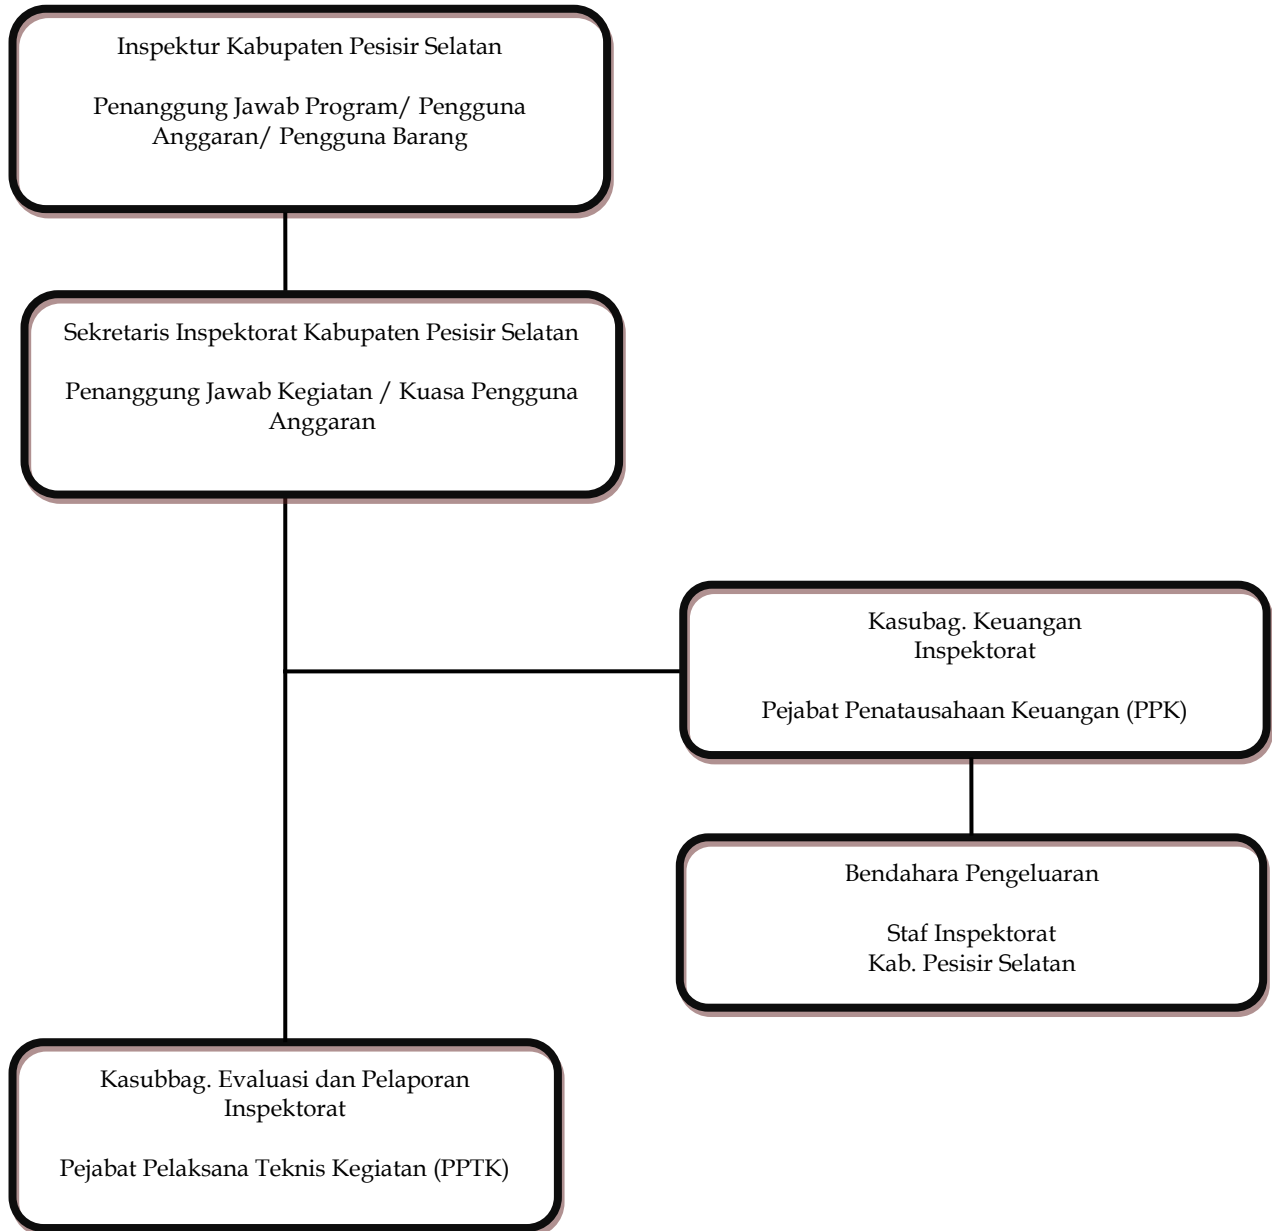 Inspektur Kabupaten Pesisir Selatan
Penanggung Jawab Program/ Pengguna
Anggaran/ Pengguna Barang
Sekretaris Inspektorat Kabupaten Pesisir Selatan
Penanggung Jawab Kegiatan / Kuasa Pengguna
Anggaran
Kasubag. Keuangan
Inspektorat
Pejabat Penatausahaan Keuangan (PPK)
Bendahara Pengeluaran
Staf Inspektorat
Kab. Pesisir Selatan
Kasubbag. Evaluasi dan Pelaporan
Inspektorat
Pejabat Pelaksana Teknis Kegiatan (PPTK)